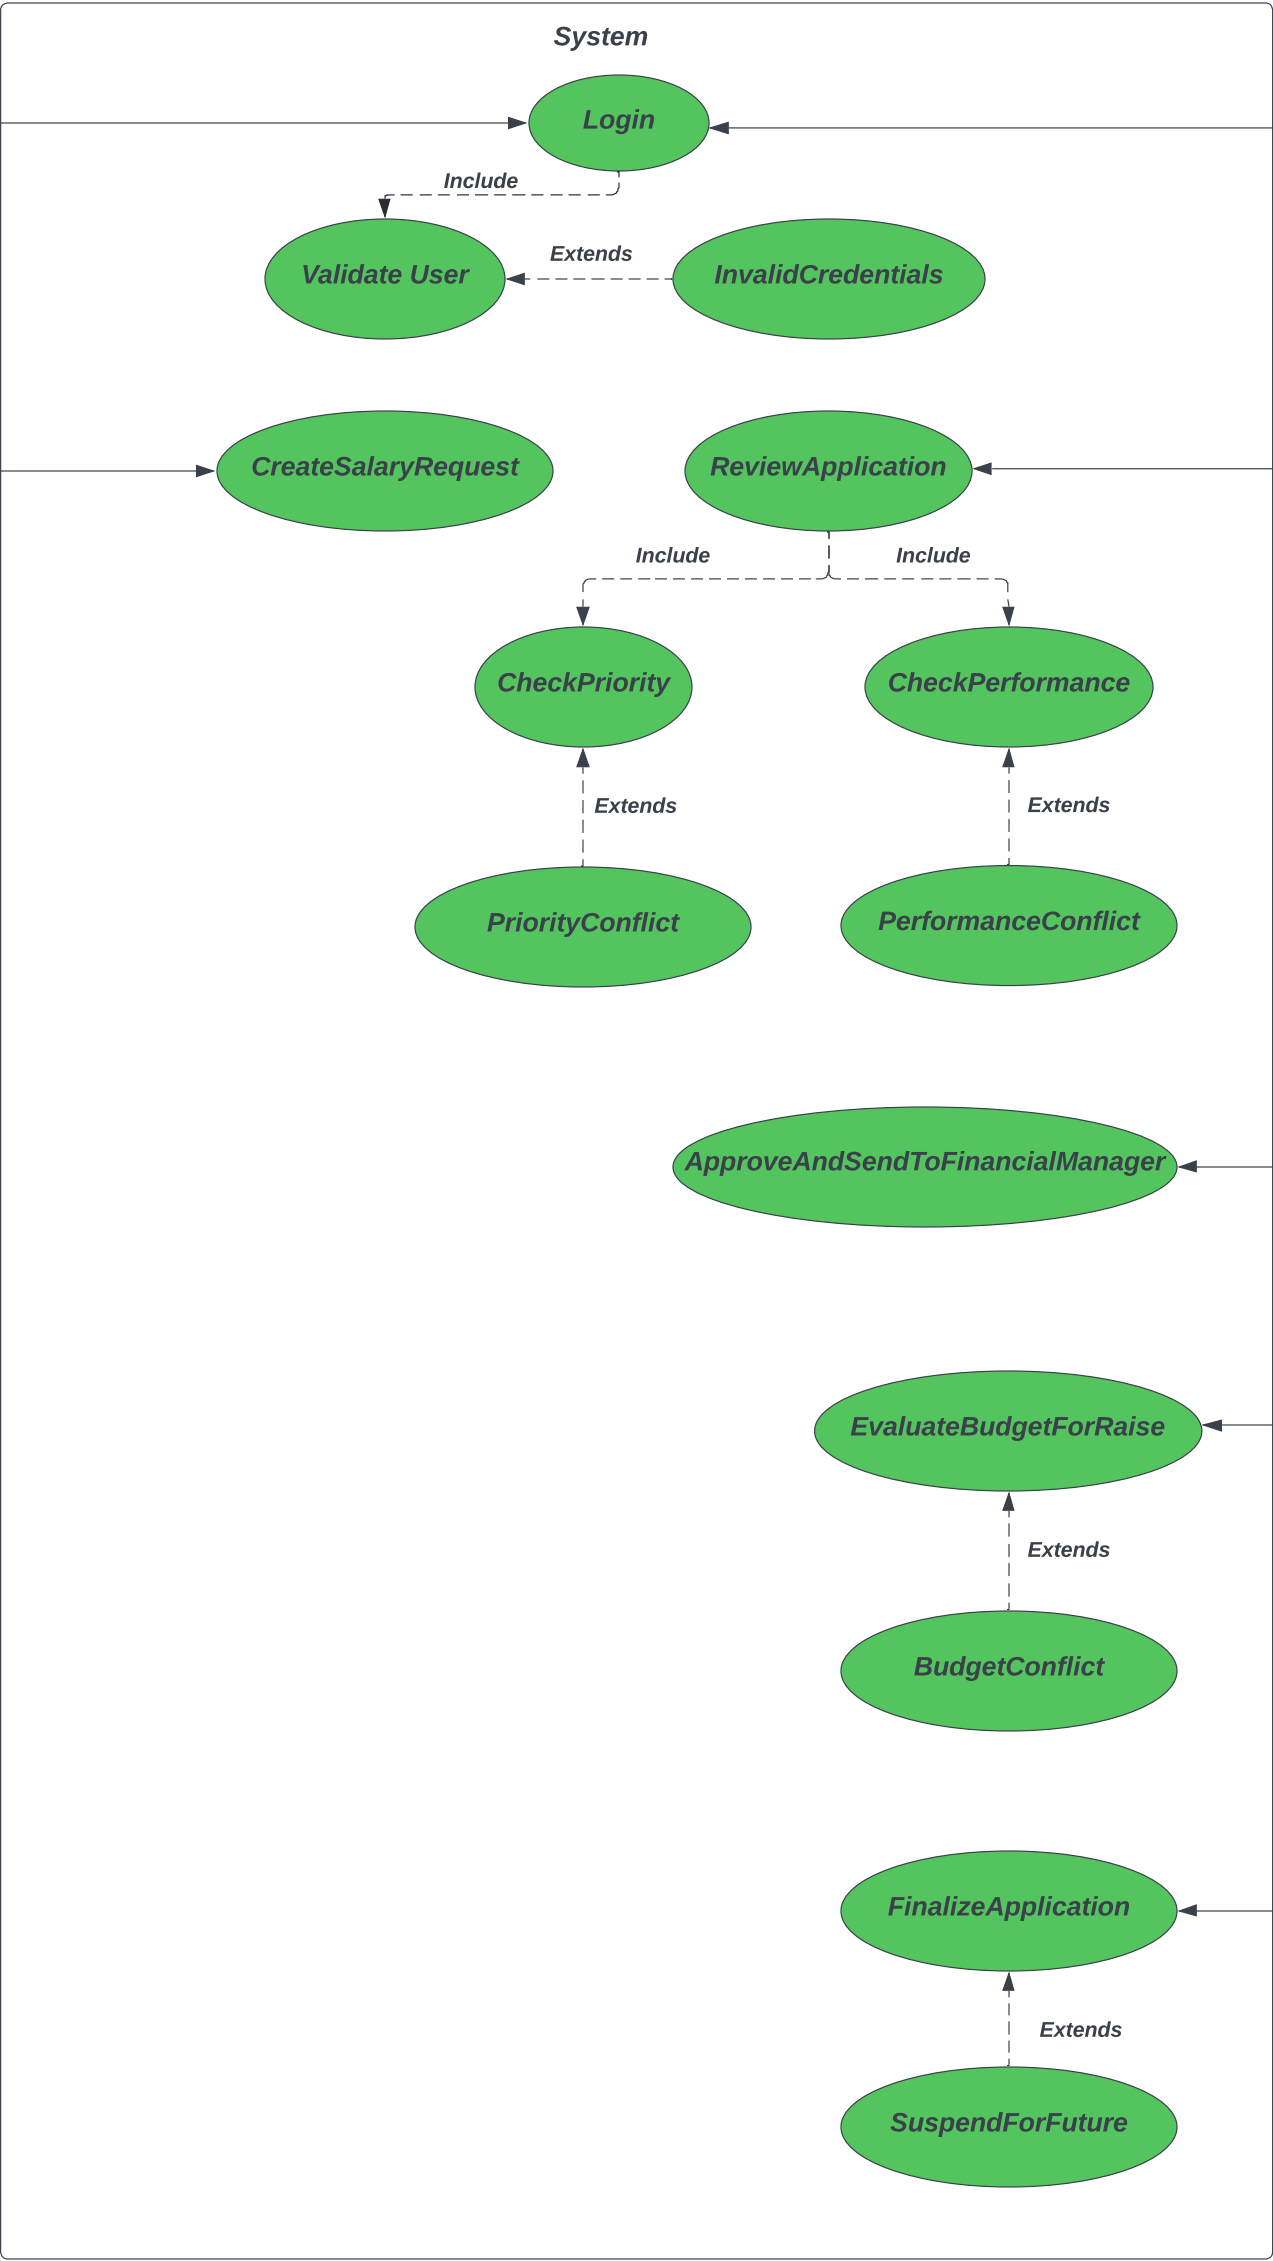 System
Login
Include
Validate User
Extends
InvalidCredentials
CreateSalaryRequest
ReviewApplication
Include
Include
CheckPriority
CheckPerformance
Extends
Extends
PriorityConflict
PerformanceConflict
ApproveAndSendToFinancialManager
EvaluateBudgetForRaise
Extends
BudgetConflict
FinalizeApplication
Extends
SuspendForFuture